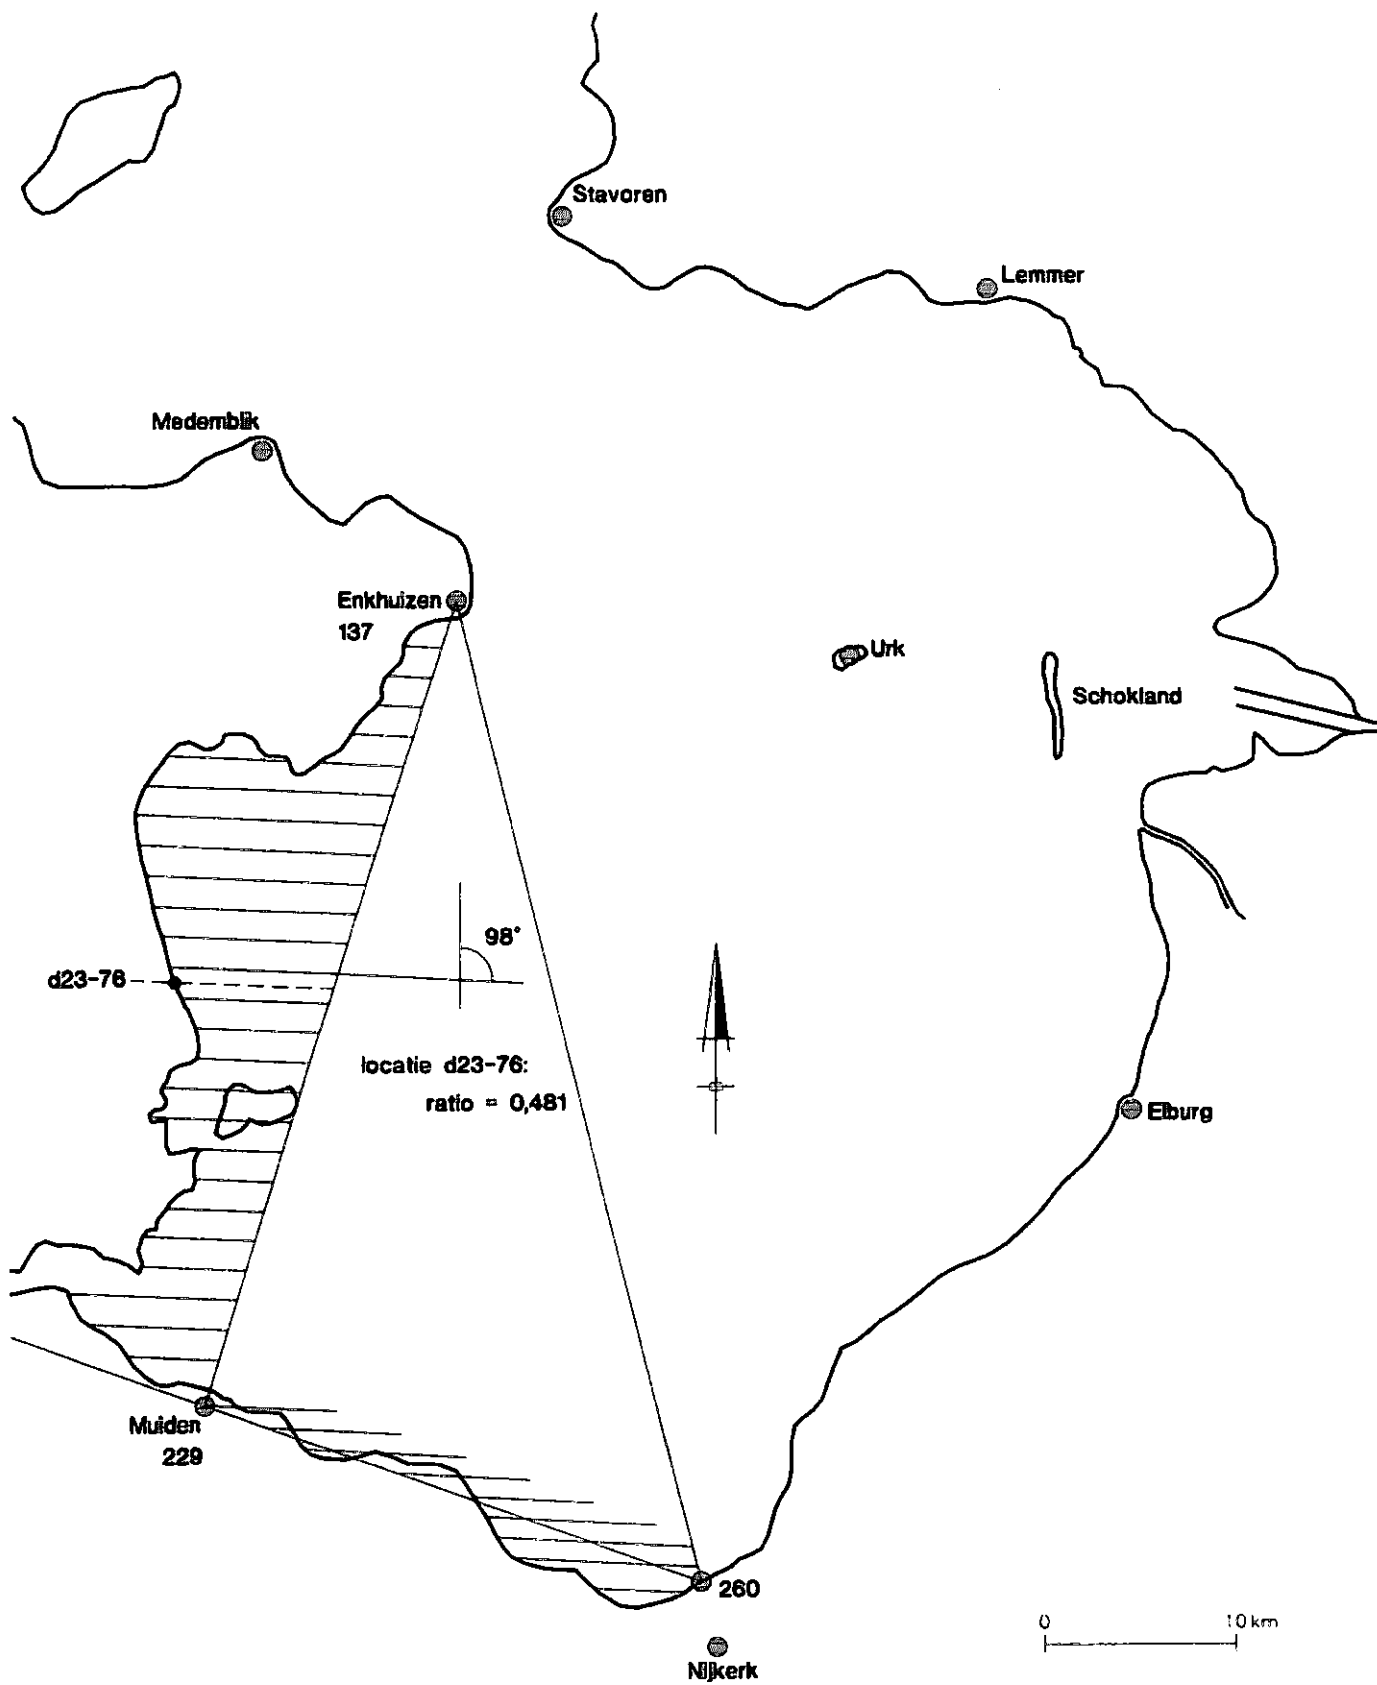 Stavoren
Lemmer
Medemblik
Enkhuizen
137
Urk
Schokland
98°
d23-76
locatie d23-76:
ratio = 0,481
Elburg
Muiden
229
260
0 10 km
Nijkerk